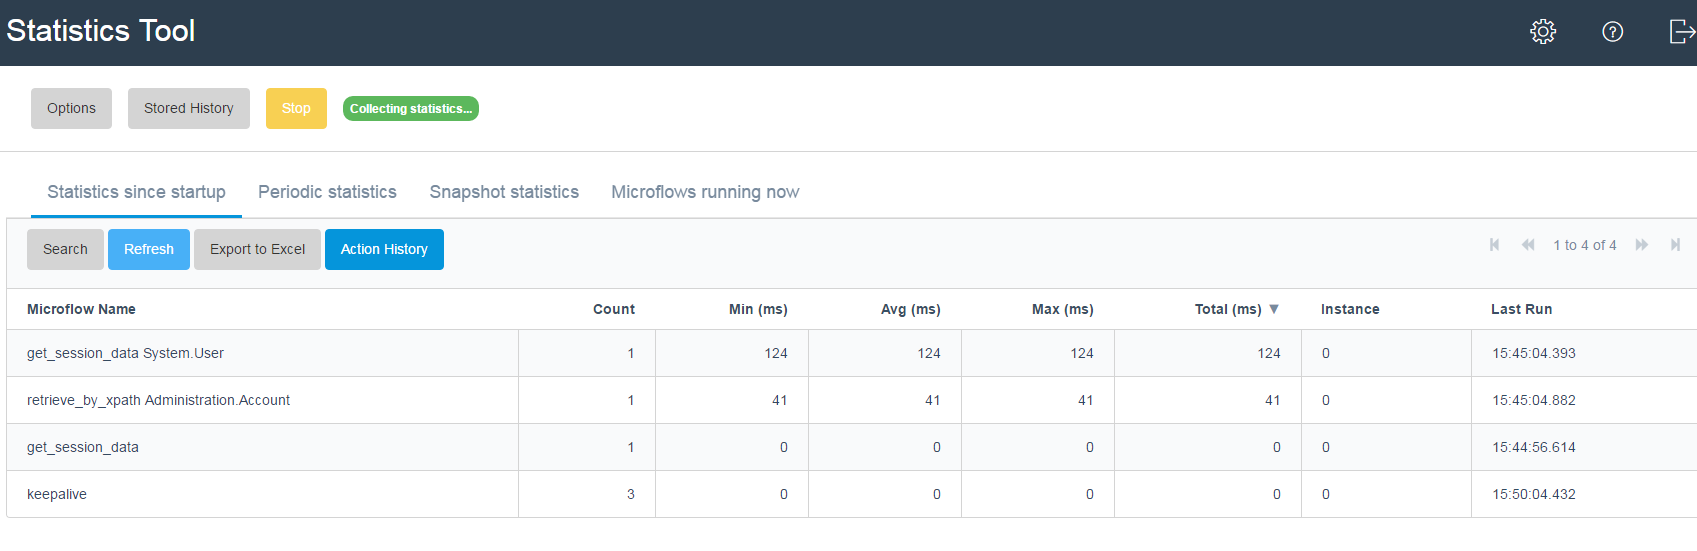 Statistics Tool
Options Stored History Stop Collecting statistics...
Statistics since startup Periodic statistics Snapshot statistics Microflows running now
Search Refresh Export to Excel Action History 1 to 4 of 4
Microflow Name Count Min (ms) Avg (ms) Max (ms) Total (ms) ▼ Instance Last Run
get_session_data System.User 1 124 124 124 124 0 15:45:04.393
retrieve_by_xpath Administration.Account 1 41 41 41 41 0 15:45:04.882
get_session_data 1 0 0 0 0 0 15:44:56.614
keepalive 3 0 0 0 0 0 15:50:04.432